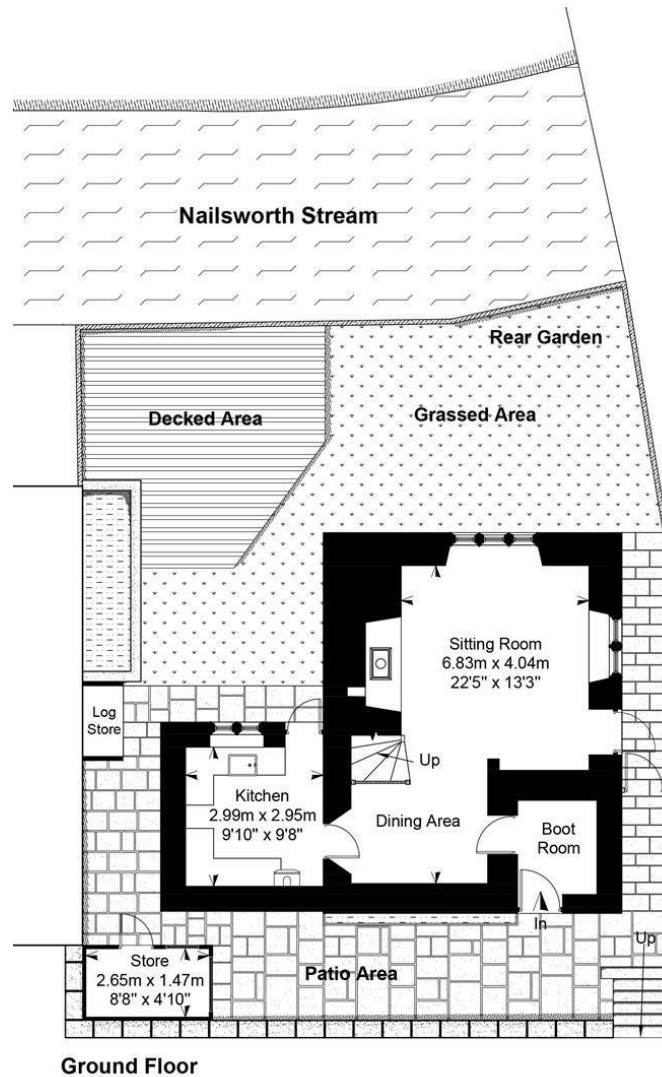 Nailsworth Stream
Rear Garden
Decked Area
Grassed Area
Sitting Room
6.83m x 4.04m
22'5" x 13'3"
Log
Store
Up
Kitchen
2.99m x 2.95m
9'10" x 9'8"
Dining Area
Boot
Room
In
Up
Store
2.65m x 1.47m
8'8" x 4'10"
Patio Area
Ground Floor